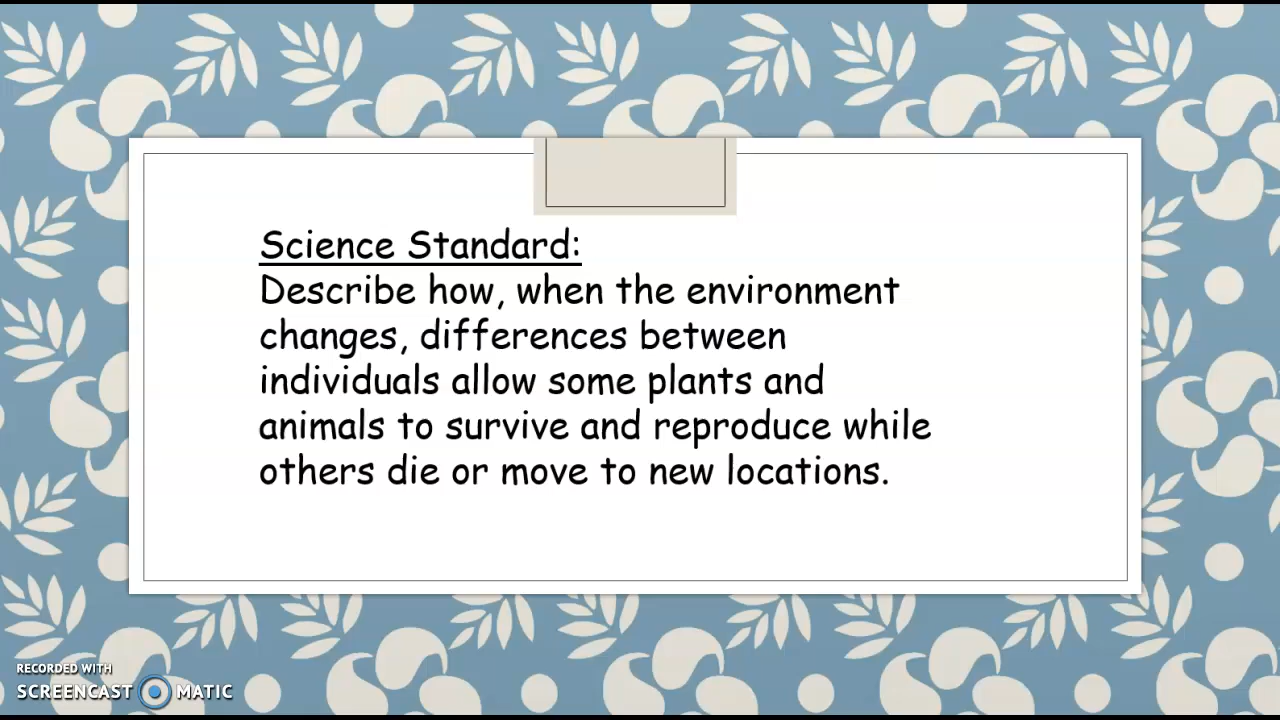 Science Standard:
Describe how, when the environment
changes, differences between
individuals allow some plants and
animals to survive and reproduce while
others die or move to new locations.
RECORDED WITH
SCREENCAST MATIC